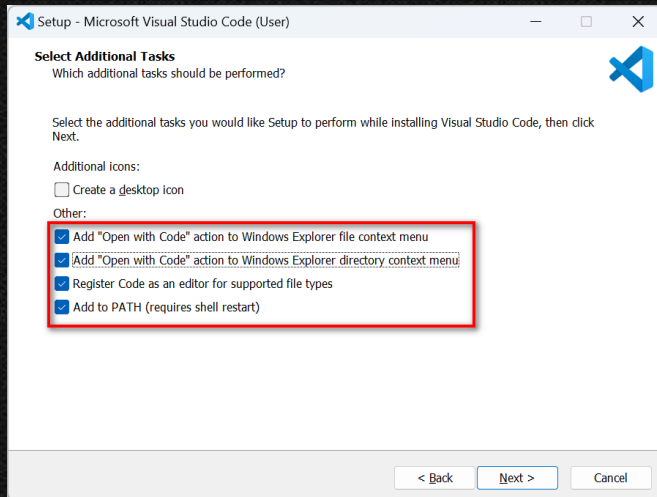 Setup - Microsoft Visual Studio Code (User)
Select Additional Tasks
Which additional tasks should be performed?
Select the additional tasks you would like Setup to perform while installing Visual Studio Code, then click
Next.
Additional icons:
Create a desktop icon
Other:
Add "Open with Code" action to Windows Explorer file context menu
Add "Open with Code" action to Windows Explorer directory context menu
Register Code as an editor for supported file types
Add to PATH (requires shell restart)
< Back Next > Cancel